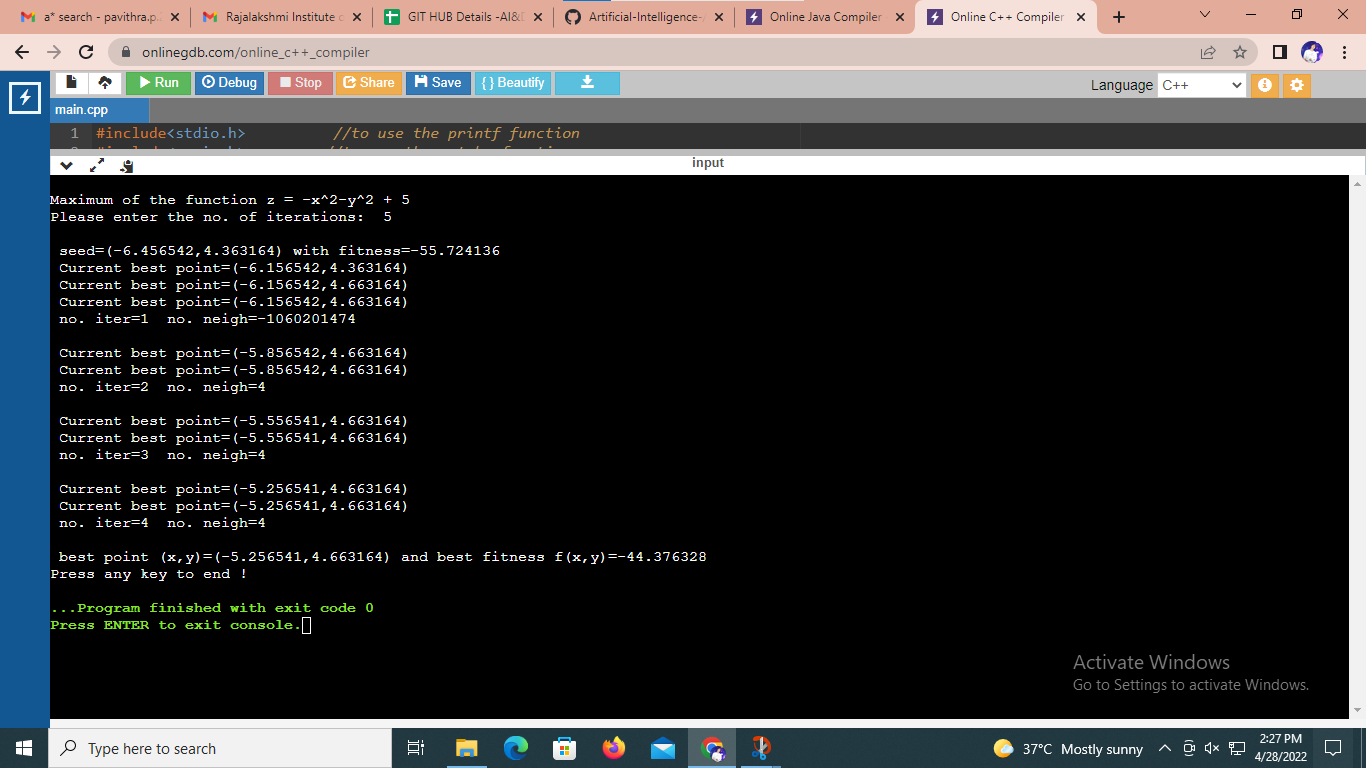 a* search - pavithra.p.
Rajalakshmi Institute
GIT HUB Details -AI&
Artificial-Intelligence-
Online Java Compiler
Online C++ Compiler
onlinegdb.com/online_c++_compiler
Run Debug Stop Share Save { } Beautify
Language C++
main.cpp
1 #include<stdio.h> //to use the printf function
input
Maximum of the function z = -x^2-y^2 + 5
Please enter the no. of iterations: 5
seed=(-6.456542,4.363164) with fitness=-55.724136
Current best point=(-6.156542,4.363164)
Current best point=(-6.156542,4.663164)
Current best point=(-6.156542,4.663164)
no. iter=1 no. neigh=-1060201474
Current best point=(-5.856542,4.663164)
Current best point=(-5.856542,4.663164)
no. iter=2 no. neigh=4
Current best point=(-5.556541,4.663164)
Current best point=(-5.556541,4.663164)
no. iter=3 no. neigh=4
Current best point=(-5.256541,4.663164)
Current best point=(-5.256541,4.663164)
no. iter=4 no. neigh=4
best point (x,y)=(-5.256541,4.663164) and best fitness f(x,y)=-44.376328
Press any key to end !
...Program finished with exit code 0
Press ENTER to exit console.
Activate Windows
Go to Settings to activate Windows.
Type here to search
37°C Mostly sunny
2:27 PM
4/28/2022